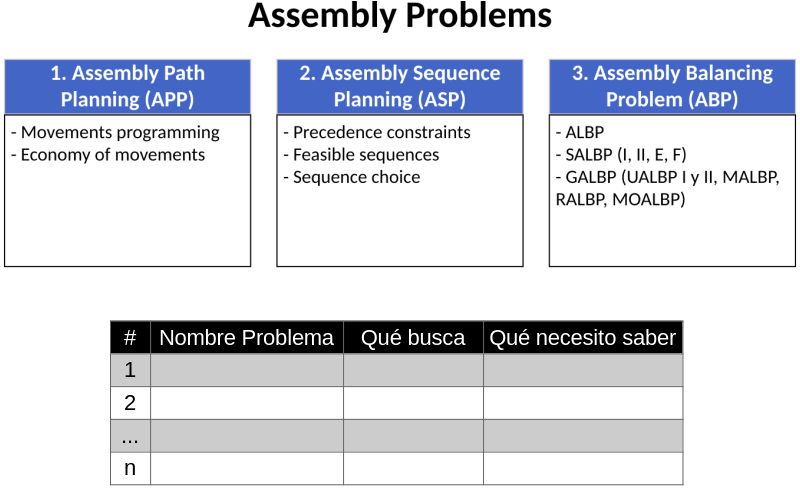 Assembly Problems
1. Assembly Path
Planning (APP)
- Movements programming
- Economy of movements
2. Assembly Sequence
Planning (ASP)
- Precedence constraints
- Feasible sequences
- Sequence choice
3. Assembly Balancing
Problem (ABP)
- ALBP
- SALBP (I, II, E, F)
- GALBP (UALBP I y II, MALBP,
RALBP, MOALBP)
# Nombre Problema Qué busca Qué necesito saber
1
2
...
n